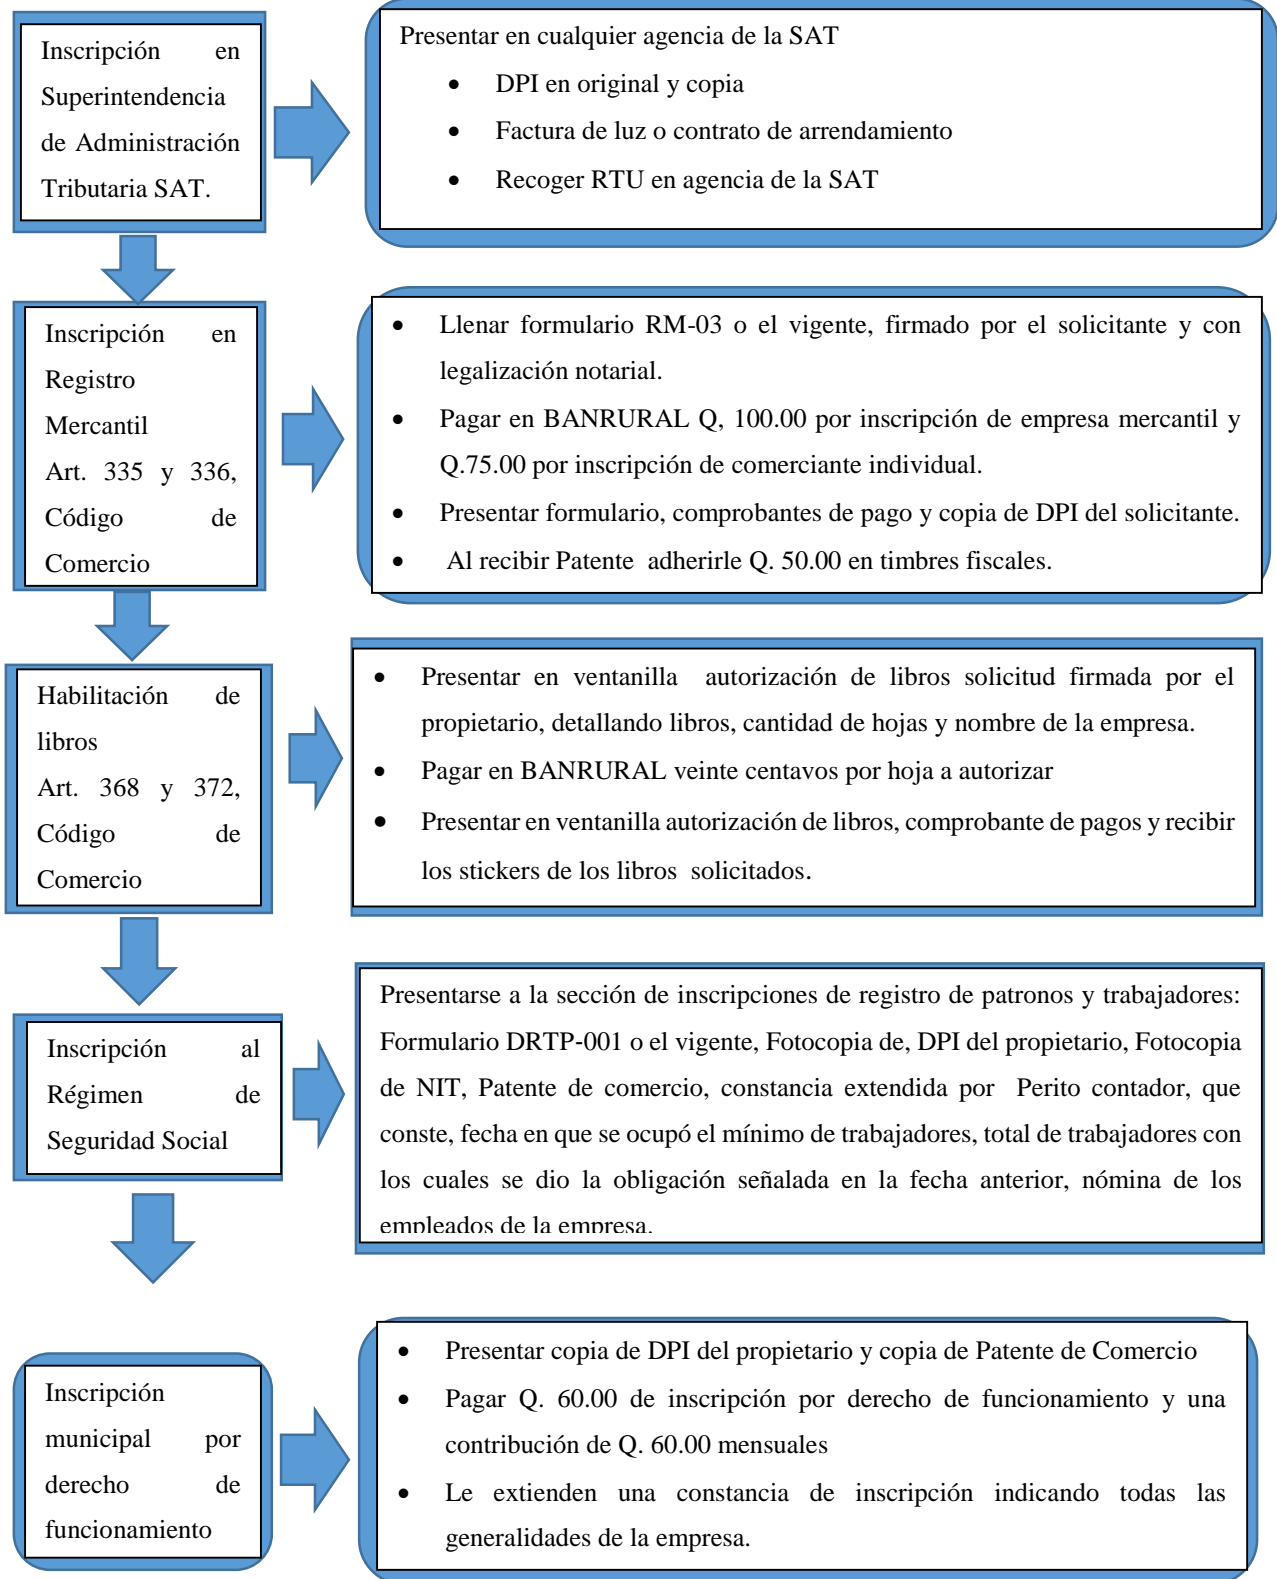 Inscripción en
Superintendencia
de Administración
Tributaria SAT.
Presentar en cualquier agencia de la SAT
• DPI en original y copia
• Factura de luz o contrato de arrendamiento
• Recoger RTU en agencia de la SAT
Inscripción en
Registro
Mercantil
Art. 335 y 336,
Código de
Comercio
• Llenar formulario RM-03 o el vigente, firmado por el solicitante y con
legalización notarial.
• Pagar en BANRURAL Q, 100.00 por inscripción de empresa mercantil y
Q.75.00 por inscripción de comerciante individual.
• Presentar formulario, comprobantes de pago y copia de DPI del solicitante.
• Al recibir Patente adherirle Q. 50.00 en timbres fiscales.
Habilitación de
libros
Art. 368 y 372,
Código de
Comercio
• Presentar en ventanilla autorización de libros solicitud firmada por el
propietario, detallando libros, cantidad de hojas y nombre de la empresa.
• Pagar en BANRURAL veinte centavos por hoja a autorizar
• Presentar en ventanilla autorización de libros, comprobante de pagos y recibir
los stickers de los libros solicitados.
Inscripción al
Régimen de
Seguridad Social
Presentarse a la sección de inscripciones de registro de patronos y trabajadores:
Formulario DRTP-001 o el vigente, Fotocopia de, DPI del propietario, Fotocopia
de NIT, Patente de comercio, constancia extendida por Perito contador, que
conste, fecha en que se ocupó el mínimo de trabajadores, total de trabajadores con
los cuales se dio la obligación señalada en la fecha anterior, nómina de los
empleados de la empresa.
Inscripción
municipal por
derecho de
funcionamiento
• Presentar copia de DPI del propietario y copia de Patente de Comercio
• Pagar Q. 60.00 de inscripción por derecho de funcionamiento y una
contribución de Q. 60.00 mensuales
• Le extienden una constancia de inscripción indicando todas las
generalidades de la empresa.